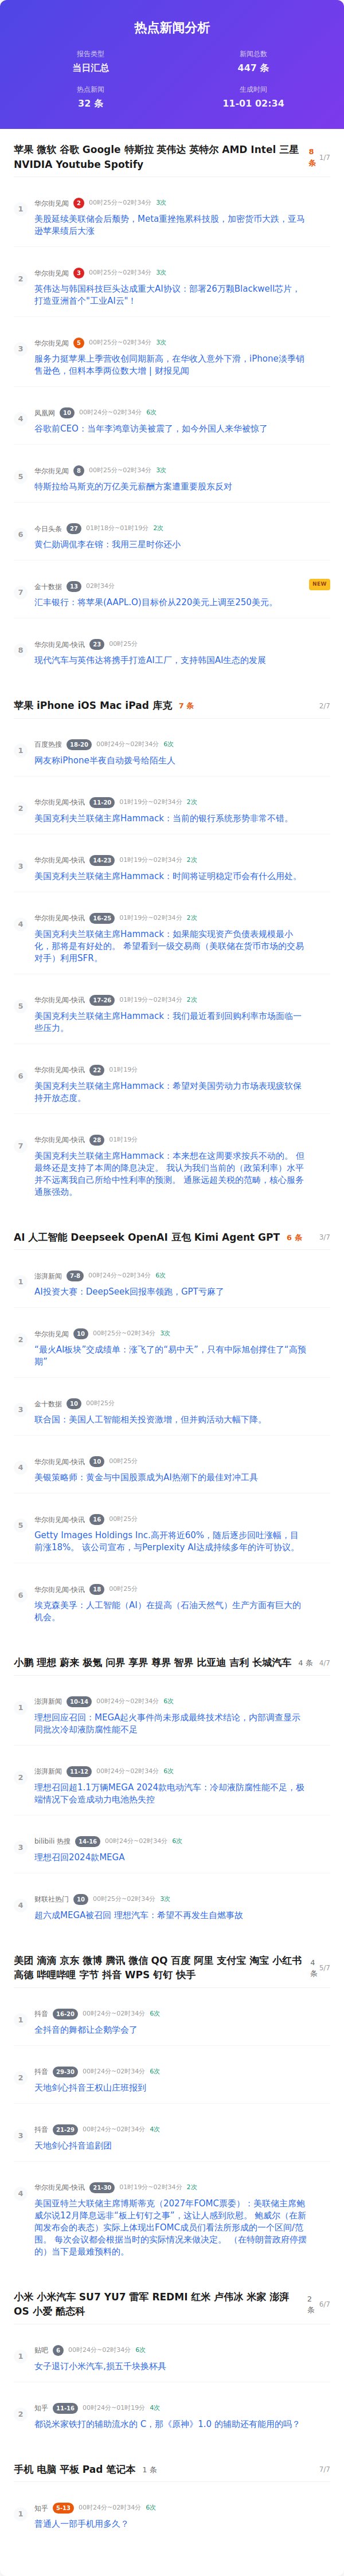 热点新闻分析
报告类型
新闻总数
当日汇总
447 条
热点新闻
生成时间
32 条
11-01 02:34
苹果 微软 谷歌 Google 特斯拉 英伟达 英特尔 AMD Intel 三星
NVIDIA Youtube Spotify
8
条
1/7
1
华尔街见闻 2 00时25分~02时34分 3次
美股延续美联储会后颓势，Meta重挫拖累科技股，加密货币大跌，亚马
逊苹果绩后大涨
2
华尔街见闻 3 00时25分~02时34分 3次
英伟达与韩国科技巨头达成重大AI协议：部署26万颗Blackwell芯片，
打造亚洲首个"工业AI云"！
3
华尔街见闻 5 00时25分~02时34分 3次
服务力挺苹果上季营收创同期新高，在华收入意外下滑，iPhone淡季销
售逊色，但料本季两位数大增 | 财报见闻
4
凤凰网 10 00时24分~02时34分 6次
谷歌前CEO：当年李鸿章访美被震了，如今外国人来华被惊了
5
华尔街见闻 8 00时25分~02时34分 3次
特斯拉给马斯克的万亿美元薪酬方案遭重要股东反对
6
今日头条 27 01时18分~01时19分 2次
黄仁勋调侃李在镕：我用三星时你还小
7
金十数据 13 02时34分
NEW
汇丰银行：将苹果(AAPL.O)目标价从220美元上调至250美元。
8
华尔街见闻-快讯 23 00时25分
现代汽车与英伟达将携手打造AI工厂，支持韩国AI生态的发展
苹果 iPhone iOS Mac iPad 库克 7 条
2/7
1
百度热搜 18-20 00时24分~02时34分 6次
网友称iPhone半夜自动拨号给陌生人
2
华尔街见闻-快讯 11-20 01时19分~02时34分 2次
美国克利夫兰联储主席Hammack：当前的银行系统形势非常不错。
3
华尔街见闻-快讯 14-23 01时19分~02时34分 2次
美国克利夫兰联储主席Hammack：时间将证明稳定币会有什么用处。
4
华尔街见闻-快讯 16-25 01时19分~02时34分 2次
美国克利夫兰联储主席Hammack：如果能实现资产负债表规模最小
化，那将是有好处的。 希望看到一级交易商（美联储在货币市场的交易
对手）利用SFR。
5
华尔街见闻-快讯 17-26 01时19分~02时34分 2次
美国克利夫兰联储主席Hammack：我们最近看到回购利率市场面临一
些压力。
6
华尔街见闻-快讯 22 01时19分
美国克利夫兰联储主席Hammack：希望对美国劳动力市场表现疲软保
持开放态度。
7
华尔街见闻-快讯 28 01时19分
美国克利夫兰联储主席Hammack：本来想在这周要求按兵不动的。 但
最终还是支持了本周的降息决定。 我认为我们当前的（政策利率）水平
并不远离我自己所给中性利率的预测。 通胀远超关税的范畴，核心服务
通胀强劲。
AI 人工智能 Deepseek OpenAI 豆包 Kimi Agent GPT 6 条
3/7
1
澎湃新闻 7-8 00时24分~02时34分 6次
AI投资大赛：DeepSeek回报率领跑，GPT亏麻了
2
华尔街见闻 10 00时25分~02时34分 3次
“最火AI板块”交成绩单：涨飞了的“易中天”，只有中际旭创撑住了“高预
期”
3
金十数据 10 00时25分
联合国：美国人工智能相关投资激增，但并购活动大幅下降。
4
华尔街见闻-快讯 10 00时25分
美银策略师：黄金与中国股票成为AI热潮下的最佳对冲工具
5
华尔街见闻-快讯 16 00时25分
Getty Images Holdings Inc.高开将近60%，随后逐步回吐涨幅，目
前涨18%。 该公司宣布，与Perplexity AI达成持续多年的许可协议。
6
华尔街见闻-快讯 18 00时25分
埃克森美孚：人工智能（AI）在提高（石油天然气）生产方面有巨大的
机会。
小鹏 理想 蔚来 极氪 问界 享界 尊界 智界 比亚迪 吉利 长城汽车 4 条
4/7
1
澎湃新闻 10-14 00时24分~02时34分 6次
理想回应召回：MEGA起火事件尚未形成最终技术结论，内部调查显示
同批次冷却液防腐性能不足
2
澎湃新闻 11-12 00时24分~02时34分 6次
理想召回超1.1万辆MEGA 2024款电动汽车：冷却液防腐性能不足，极
端情况下会造成动力电池热失控
3
bilibili 热搜 14-16 00时24分~02时34分 6次
理想召回2024款MEGA
4
财联社热门 10 00时25分~02时34分 3次
超六成MEGA被召回 理想汽车：希望不再发生自燃事故
美团 滴滴 京东 微博 腾讯 微信 QQ 百度 阿里 支付宝 淘宝 小红书
高德 哔哩哔哩 字节 抖音 WPS 钉钉 快手
4
条
5/7
1
抖音 16-20 00时24分~02时34分 6次
全抖音的舞都让企鹅学会了
2
抖音 29-30 00时24分~02时34分 6次
天地剑心抖音王权山庄班报到
3
抖音 21-29 00时24分~02时34分 4次
天地剑心抖音追剧团
4
华尔街见闻-快讯 21-30 01时19分~02时34分 2次
美国亚特兰大联储主席博斯蒂克（2027年FOMC票委）：美联储主席鲍
威尔说12月降息远非“板上钉钉之事”，这让人感到欣慰。 鲍威尔（在新
闻发布会的表态）实际上体现出FOMC成员们看法所形成的一个区间/范
围。 每次会议都会根据当时的实际情况来做决定。 （在特朗普政府停摆
的）当下是最难预料的。
小米 小米汽车 SU7 YU7 雷军 REDMI 红米 卢伟冰 米家 澎湃
OS 小爱 酷态科
2
条
6/7
1
贴吧 6 00时24分~02时34分 6次
女子退订小米汽车,损五千块换杯具
2
知乎 11-16 00时24分~01时19分 4次
都说米家铁打的辅助流水的 C，那《原神》1.0 的辅助还有能用的吗？
手机 电脑 平板 Pad 笔记本 1 条
7/7
1
知乎 5-13 00时24分~02时34分 6次
普通人一部手机用多久？